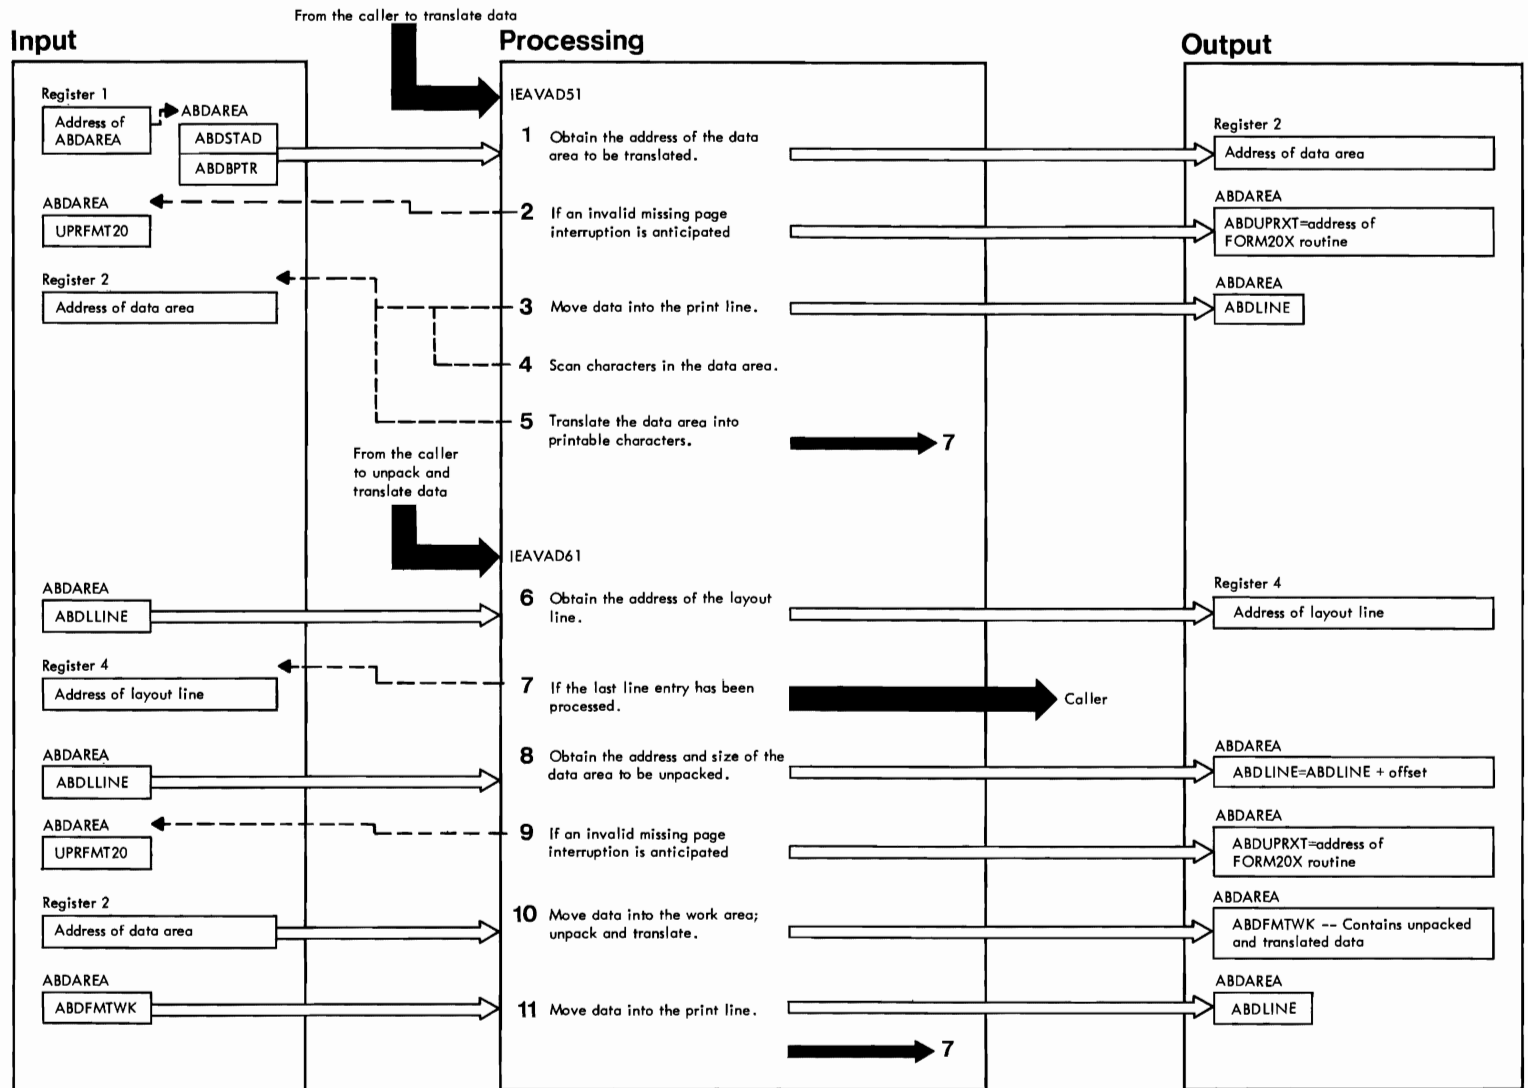 From the caller to translate data
Input
Processing
Output
Register 1
Address of
ABDAREA
ABDAREA
ABDSTAD
ABDBPTR
IEAVAD51
1 Obtain the address of the data
area to be translated.
Register 2
Address of data area
ABDAREA
UPRFMT20
2 If an invalid missing page
interruption is anticipated
ABDAREA
ABDUPRXT=address of
FORM20X routine
Register 2
Address of data area
3 Move data into the print line.
ABDAREA
ABDLINE
4 Scan characters in the data area.
5 Translate the data area into
printable characters.
7
From the caller
to unpack and
translate data
IEAVAD61
ABDAREA
ABDLLINE
6 Obtain the address of the layout
line.
Register 4
Address of layout line
Register 4
Address of layout line
7 If the last line entry has been
processed.
Caller
ABDAREA
ABDLLINE
8 Obtain the address and size of the
data area to be unpacked.
ABDAREA
ABDLINE=ABDLINE + offset
ABDAREA
UPRFMT20
9 If an invalid missing page
interruption is anticipated
ABDAREA
ABDUPRXT=address of
FORM20X routine
Register 2
Address of data area
10 Move data into the work area;
unpack and translate.
ABDAREA
ABDFMTWK -- Contains unpacked
and translated data
ABDAREA
ABDFMTWK
11 Move data into the print line.
ABDAREA
ABDLINE
7